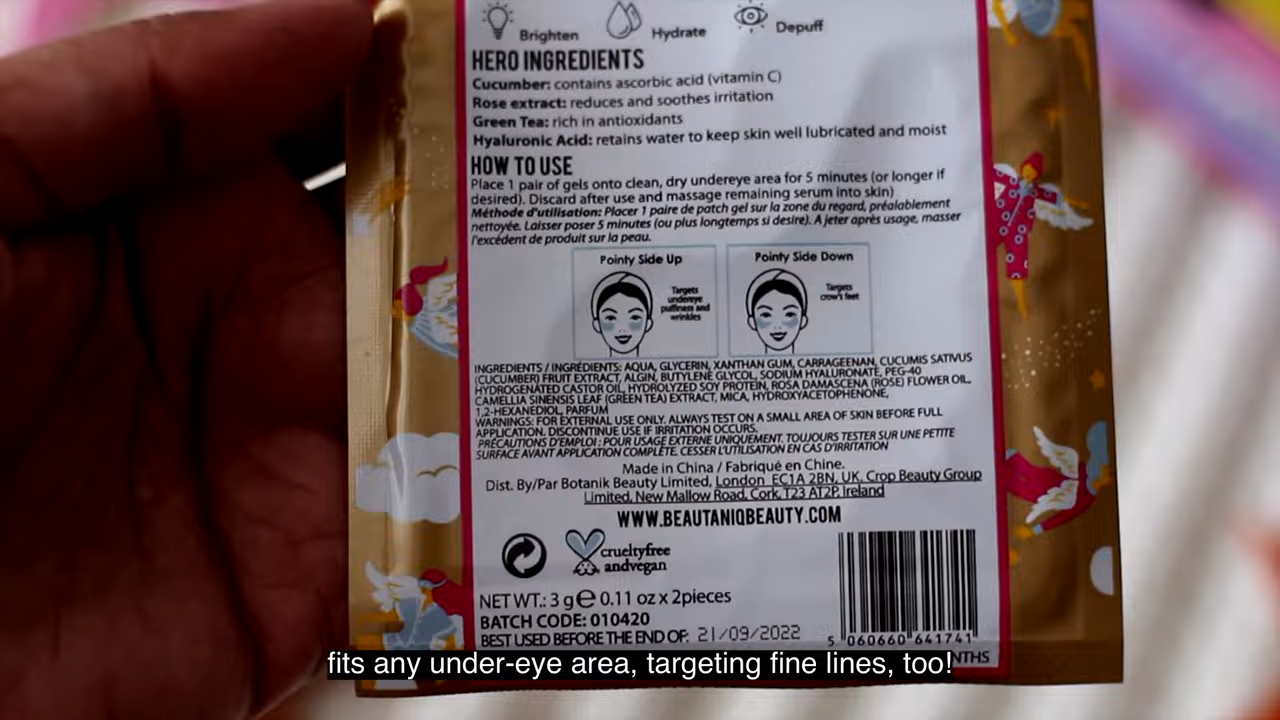 Brighten
Hydrate
Depuff
HERO INGREDIENTS
Cucumber: contains ascorbic acid (vitamin C)
Rose extract: reduces and soothes irritation
Green Tea: rich in antioxidants
Hyaluronic Acid: retains water to keep skin well lubricated and moist
HOW TO USE
Place 1 pair of gels onto clean, dry undereye area for 5 minutes (or longer if
desired). Discard after use and massage remaining serum into skin)
Méthode d'utilisation: Placer 1 paire de patch gel sur la zone du regard, préalablement
nettoyée. Laisser poser 5 minutes (ou plus longtemps si desire). A jeter après usage, masser
l'excédent de produit sur la peau.
Pointy Side Up
Targets
undereye
puffiness and
wrinkles
Pointy Side Down
Targets
crow's feet
INGREDIENTS / INGRÉDIENTS: AQUA, GLYCERIN, XANTHAN GUM, CARRAGEENAN, CUCUMIS SATIVUS
(CUCUMBER) FRUIT EXTRACT, ALGIN, BUTYLENE GLYCOL, SODIUM HYALURONATE, PEG-40
HYDROGENATED CASTOR OIL, HYDROLYZED SOY PROTEIN, ROSA DAMASCENA (ROSE) FLOWER OIL,
CAMELLIA SINENSIS LEAF (GREEN TEA) EXTRACT, MICA, HYDROXYACETOPHENONE,
1,2-HEXANEDIOL, PARFUM
WARNINGS: FOR EXTERNAL USE ONLY. ALWAYS TEST ON A SMALL AREA OF SKIN BEFORE FULL
APPLICATION. DISCONTINUE USE IF IRRITATION OCCURS.
PRÉCAUTIONS D'EMPLOI : POUR USAGE EXTERNE UNIQUEMENT. TOUJOURS TESTER SUR UNE PETITE
SURFACE AVANT APPLICATION COMPLÈTE. CESSER L'UTILISATION EN CAS D'IRRITATION
Made in China / Fabriqué en Chine.
Dist. By/Par Botanik Beauty Limited, London EC1A 2BN, UK, Crop Beauty Group
Limited, New Mallow Road, Cork, T23 AT2P, Ireland
WWW.BEAUTANIQBEAUTY.COM
crueltyfree
andvegan
NET WT.: 3 g e 0.11 oz x 2pieces
BATCH CODE: 010420
BEST USED BEFORE THE END OF: 21/09/2022
5 060660 641741
NTHS
fits any under-eye area, targeting fine lines, too!